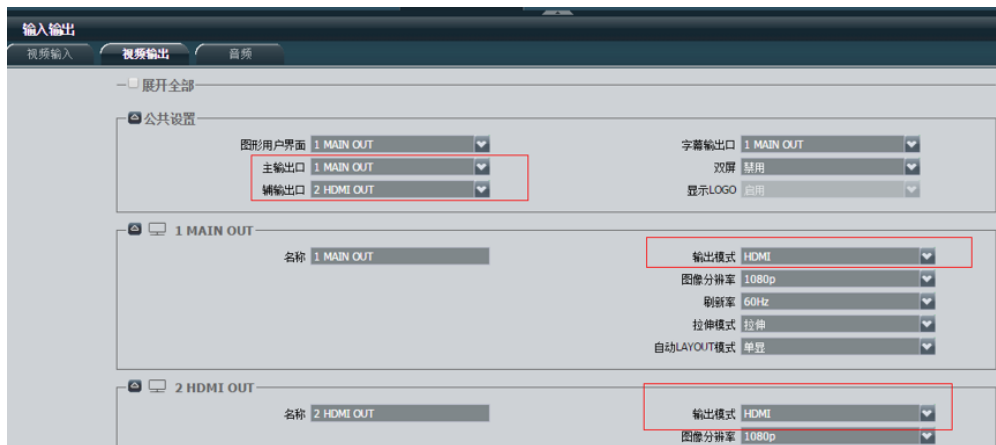 输入输出
视频输入 视频输出 音频
展开全部
公共设置
图形用户界面 1 MAIN OUT 字幕输出口 1 MAIN OUT
主输出口 1 MAIN OUT 双屏 禁用
辅输出口 2 HDMI OUT 显示LOGO 启用
1 MAIN OUT
名称 1 MAIN OUT 输出模式 HDMI
图像分辨率 1080p
刷新率 60Hz
拉伸模式 拉伸
自动LAYOUT模式 单显
2 HDMI OUT
名称 2 HDMI OUT 输出模式 HDMI
图像分辨率 1080p